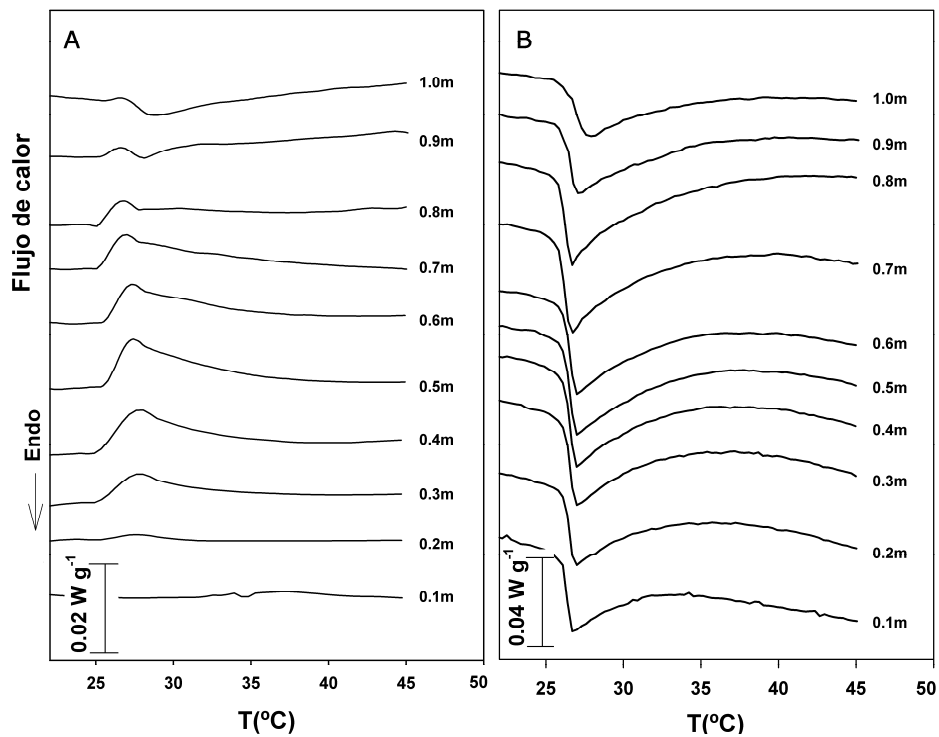 A
1.0m
0.9m
0.8m
0.7m
0.6m
0.5m
0.4m
0.3m
0.2m
0.1m
Flujo de calor
Endo
0.02 W g-1
25 30 35 40 45 50
T(ºC)
B
1.0m
0.9m
0.8m
0.7m
0.6m
0.5m
0.4m
0.3m
0.2m
0.1m
0.04 W g-1
25 30 35 40 45 50
T(ºC)